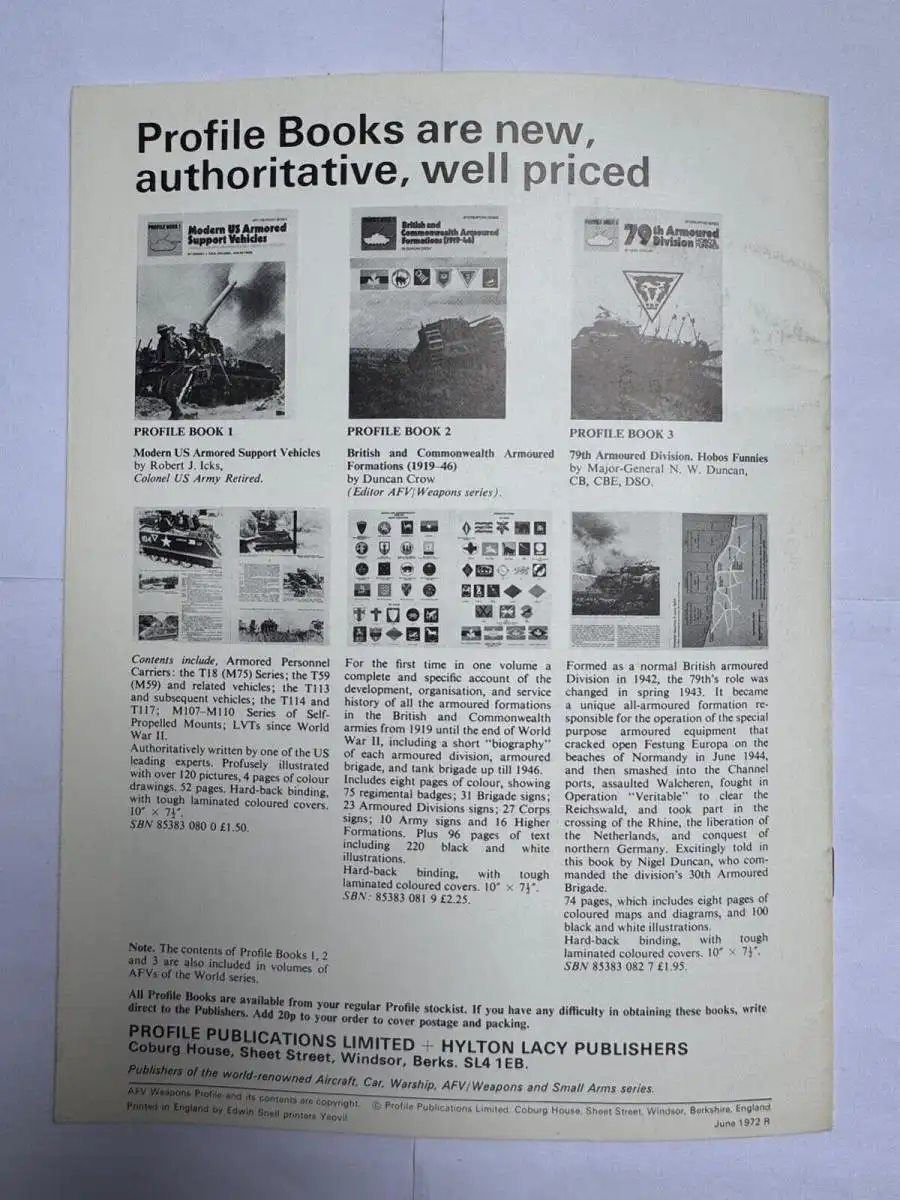 Profile Books are new,
authoritative, well priced
PROFILE BOOK 1
Modern US Armored
Support Vehicles
British and
Commonwealth Armoured
Formations (1919-46)
79th Armoured
Division
PROFILE BOOK 1
Modern US Armored Support Vehicles
by Robert J. Icks,
Colonel US Army Retired.
PROFILE BOOK 2
British and Commonwealth Armoured
Formations (1919–46)
by Duncan Crow
(Editor AFV/Weapons series).
PROFILE BOOK 3
79th Armoured Division. Hobos Funnies
by Major-General N. W. Duncan,
CB, CBE, DSO.
Contents include, Armored Personnel
Carriers: the T18 (M75) Series; the T59
(M59) and related vehicles; the T113
and subsequent vehicles; the T114 and
T117; M107–M110 Series of Self-
Propelled Mounts; LVTs since World
War II.
Authoritatively written by one of the US
leading experts. Profusely illustrated
with over 120 pictures, 4 pages of colour
drawings. 52 pages. Hard-back binding,
with tough laminated coloured covers.
10″ × 7½″.
SBN 85383 080 0 £1.50.
For the first time in one volume a
complete and specific account of the
development, organisation, and service
history of all the armoured formations
in the British and Commonwealth
armies from 1919 until the end of World
War II, including a short "biography"
of each armoured division, armoured
brigade, and tank brigade up till 1946.
Includes eight pages of colour, showing
75 regimental badges; 31 Brigade signs;
23 Armoured Divisions signs; 27 Corps
signs; 10 Army signs and 16 Higher
Formations. Plus 96 pages of text
including 220 black and white
illustrations.
Hard-back binding, with tough
laminated coloured covers. 10″ × 7½″.
SBN: 85383 081 9 £2.25.
Formed as a normal British armoured
Division in 1942, the 79th's role was
changed in spring 1943. It became
a unique all-armoured formation re-
sponsible for the operation of the special
purpose armoured equipment that
cracked open Festung Europa on the
beaches of Normandy in June 1944,
and then smashed into the Channel
ports, assaulted Walcheren, fought in
Operation "Veritable" to clear the
Reichswald, and took part in the
crossing of the Rhine, the liberation of
the Netherlands, and conquest of
northern Germany. Excitingly told in
this book by Nigel Duncan, who com-
manded the division's 30th Armoured
Brigade.
74 pages, which includes eight pages of
coloured maps and diagrams, and 100
black and white illustrations.
Hard-back binding, with tough
laminated coloured covers. 10″ × 7½″.
SBN 85383 082 7 £1.95.
Note. The contents of Profile Books 1, 2
and 3 are also included in volumes of
AFVs of the World series.
All Profile Books are available from your regular Profile stockist. If you have any difficulty in obtaining these books, write
direct to the Publishers. Add 20p to your order to cover postage and packing.
PROFILE PUBLICATIONS LIMITED + HYLTON LACY PUBLISHERS
Coburg House, Sheet Street, Windsor, Berks. SL4 1EB.
Publishers of the world-renowned Aircraft, Car, Warship, AFV/Weapons and Small Arms series.
AFV Weapons Profile and its contents are copyright. © Profile Publications Limited. Coburg House, Sheet Street, Windsor, Berkshire, England
Printed in England by Edwin Snell printers Yeovil
June 1972 R